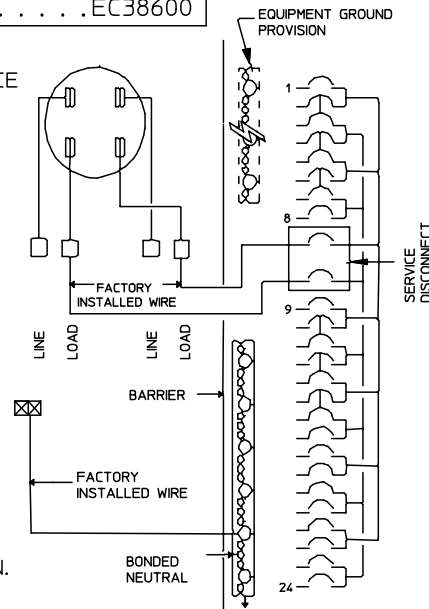 . . . . . EC38600
EQUIPMENT GROUND
PROVISION
CE
1
8
SERVICE
DISCONNECT
FACTORY
INSTALLED WIRE
9
LINE
LOAD
LINE
LOAD
BARRIER
FACTORY
INSTALLED WIRE
N.
BONDED
NEUTRAL
24